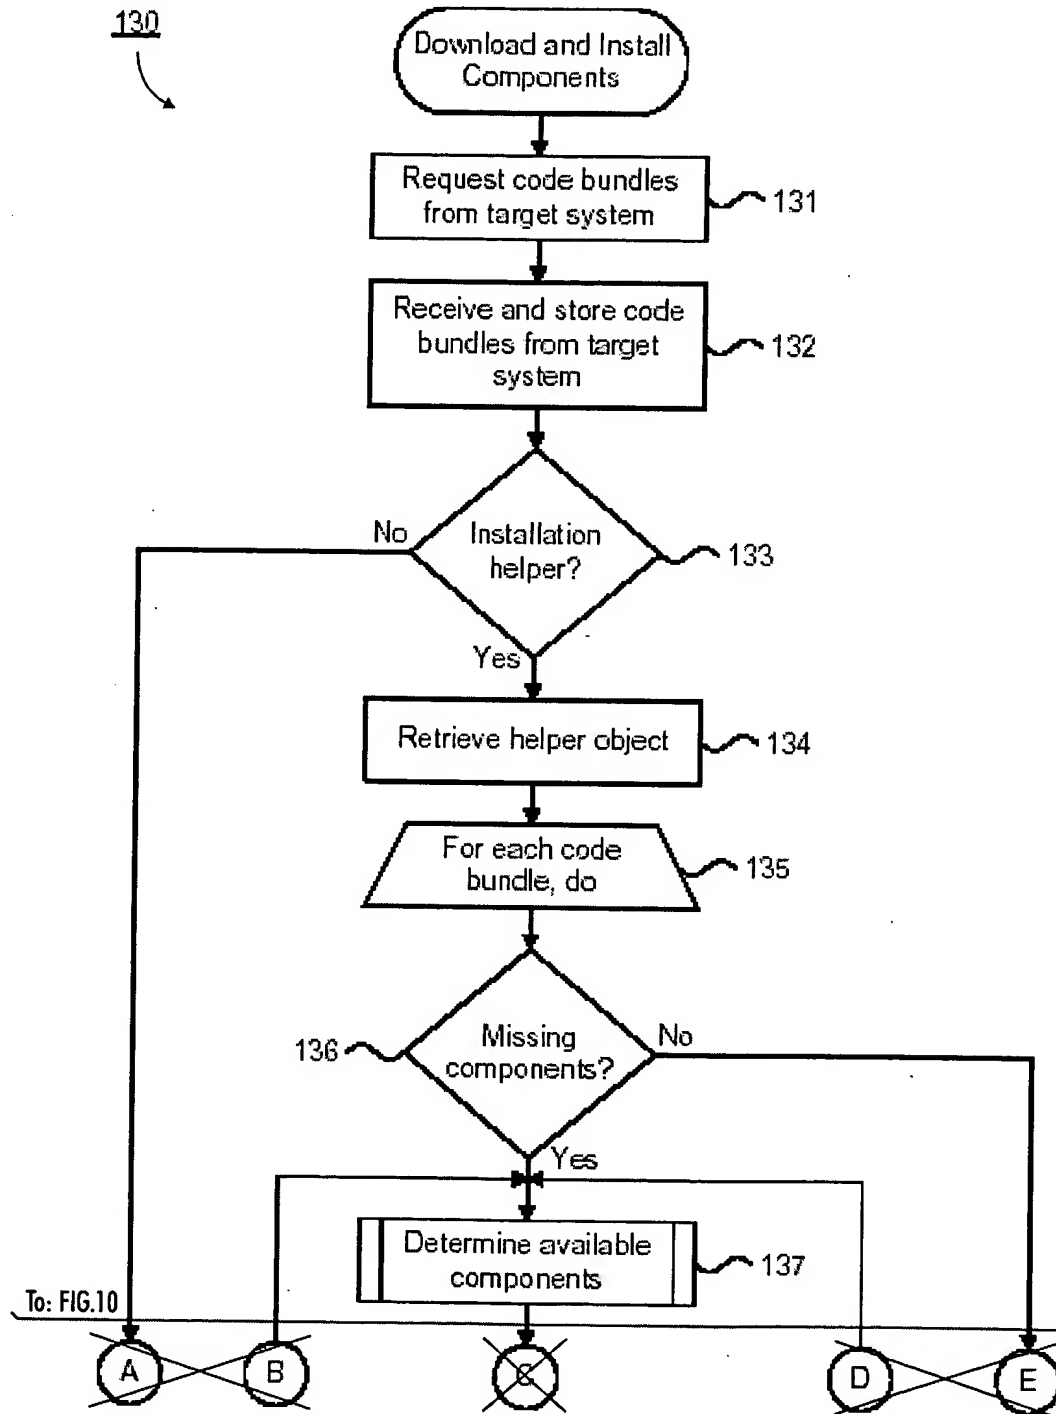 130
Download and Install
Components
Request code bundles
from target system
131
Receive and store code
bundles from target
system
132
No
Installation
helper?
133
Yes
Retrieve helper object
134
For each code
bundle, do
135
136
Missing
components?
No
Yes
Determine available
components
137
To: FIG.10
A
B
C
D
E